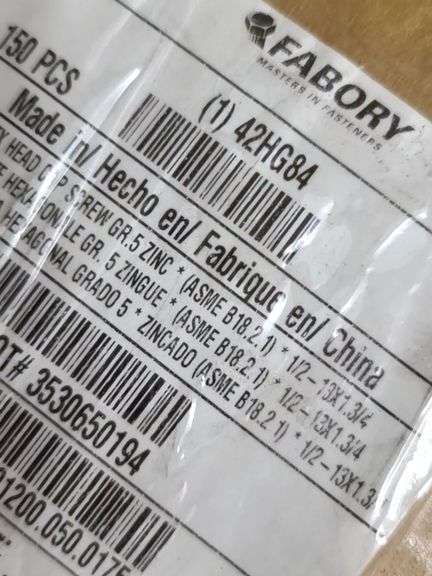 FABORY
MASTERS IN FASTENERS
150 PCS
(1) 42HG84
Made In/ Hecho en/ Fabrique en/ China
HEAD CAP SCREW GR.5 ZINC * (ASME B18.2.1) * 1/2-13X1.3/4
GR. 5 ZINGUE * (ASME B18.2.1) * 1/2-13X1.3/4
HEXAGONAL GRADO 5 * ZINCADO (ASME B18.2.1) * 1/2-13X1.3/
OT# 3530650194
1200.050.0175